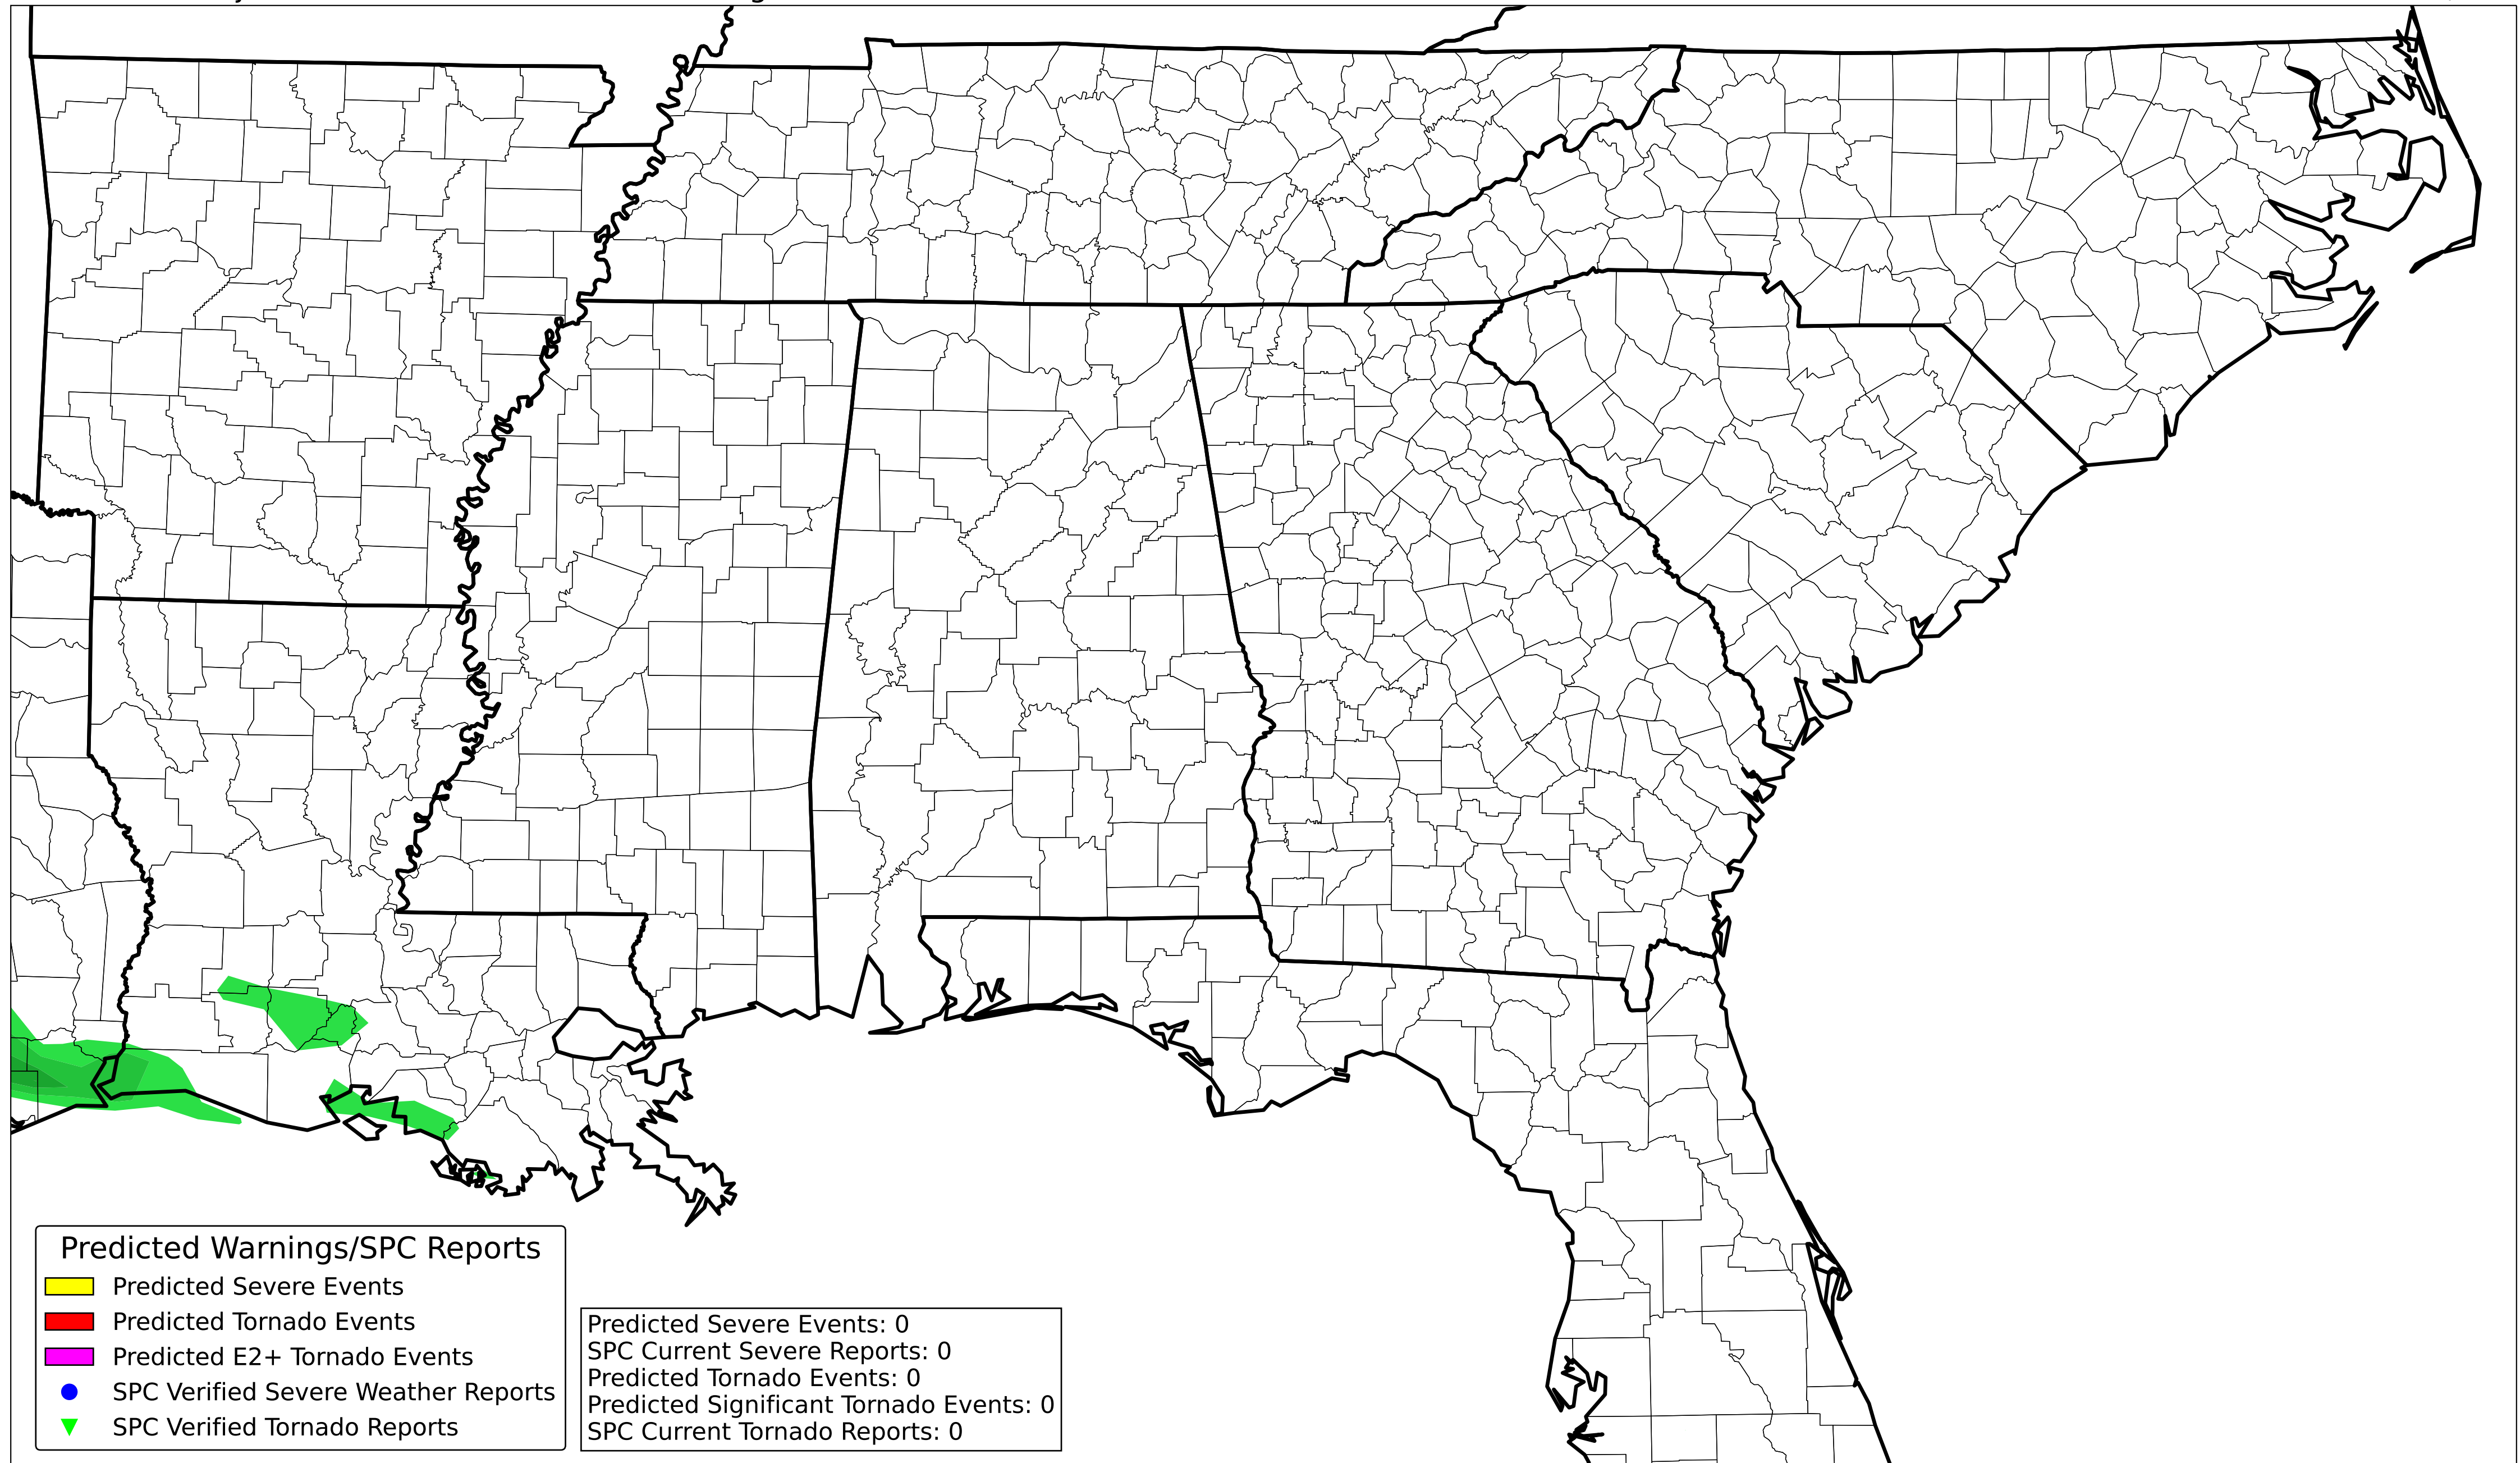 Predicted Warnings/SPC Reports
Predicted Severe Events
Predicted Tornado Events
Predicted E2+ Tornado Events
SPC Verified Severe Weather Reports
SPC Verified Tornado Reports
Predicted Severe Events: 0
SPC Current Severe Reports: 0
Predicted Tornado Events: 0
Predicted Significant Tornado Events: 0
SPC Current Tornado Reports: 0